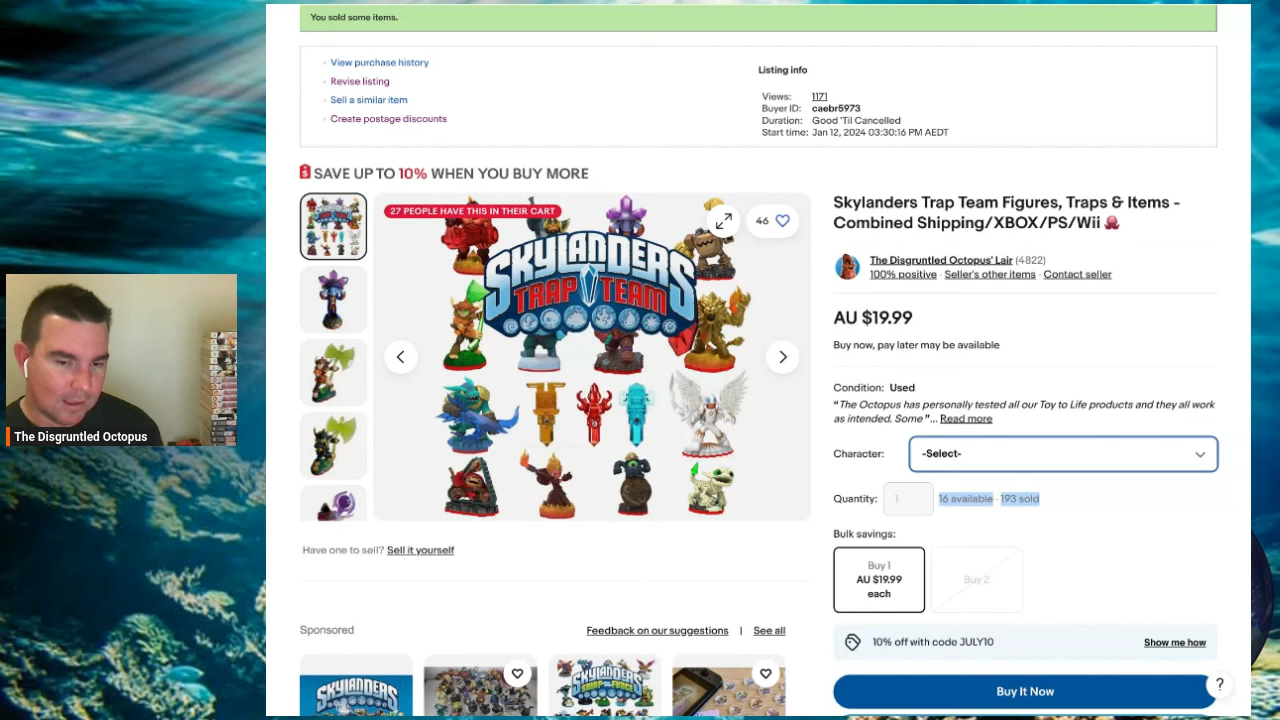 You sold some items.
View purchase history
Revise listing
Sell a similar item
Create postage discounts
Listing info
Views: 1171
Buyer ID: caebr5973
Duration: Good 'Til Cancelled
Start time: Jan 12, 2024 03:30:16 PM AEDT
SAVE UP TO 10% WHEN YOU BUY MORE
27 PEOPLE HAVE THIS IN THEIR CART
46
SKYLANDERS
TRAP TEAM
Skylanders Trap Team Figures, Traps & Items -
Combined Shipping/XBOX/PS/Wii
The Disgruntled Octopus' Lair (4822)
100% positive · Seller's other items · Contact seller
AU $19.99
Buy now, pay later may be available
Condition: Used
“The Octopus has personally tested all our Toy to Life products and they all work
as intended. Some”... Read more
Character: -Select-
Quantity: 1 16 available · 193 sold
Bulk savings:
Buy 1
AU $19.99
each
Buy 2
10% off with code JULY10 Show me how
Buy It Now
?
Have one to sell? Sell it yourself
Sponsored
Feedback on our suggestions | See all
SKYLANDERS
SKYLANDERS
The Disgruntled Octopus